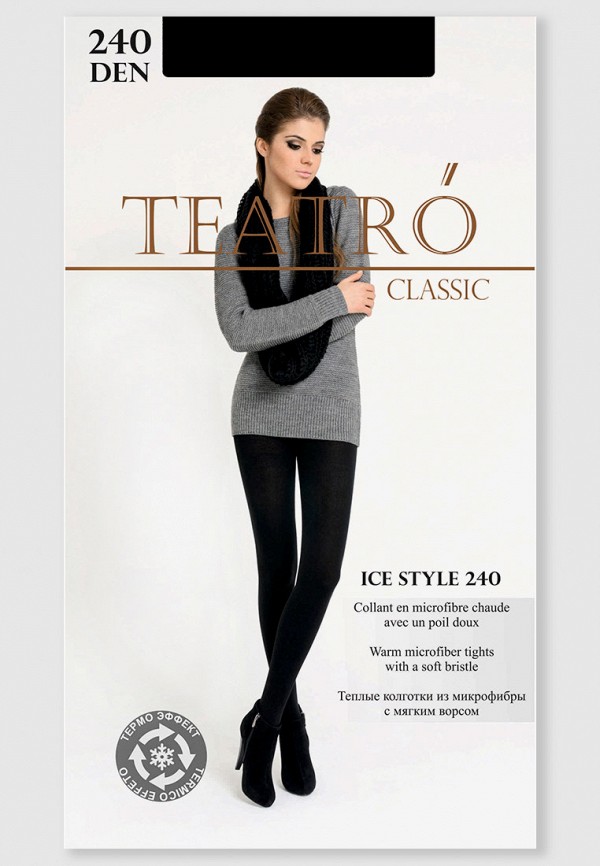 240
DEN
TEATRÓ
CLASSIC
ICE STYLE 240
Collant en microfibre chaude
avec un poil doux
Warm microfiber tights
with a soft bristle
Теплые колготки из микрофибры
с мягким ворсом
ТЕРМО ЭФФЕКТ
TERMICO EFFETO